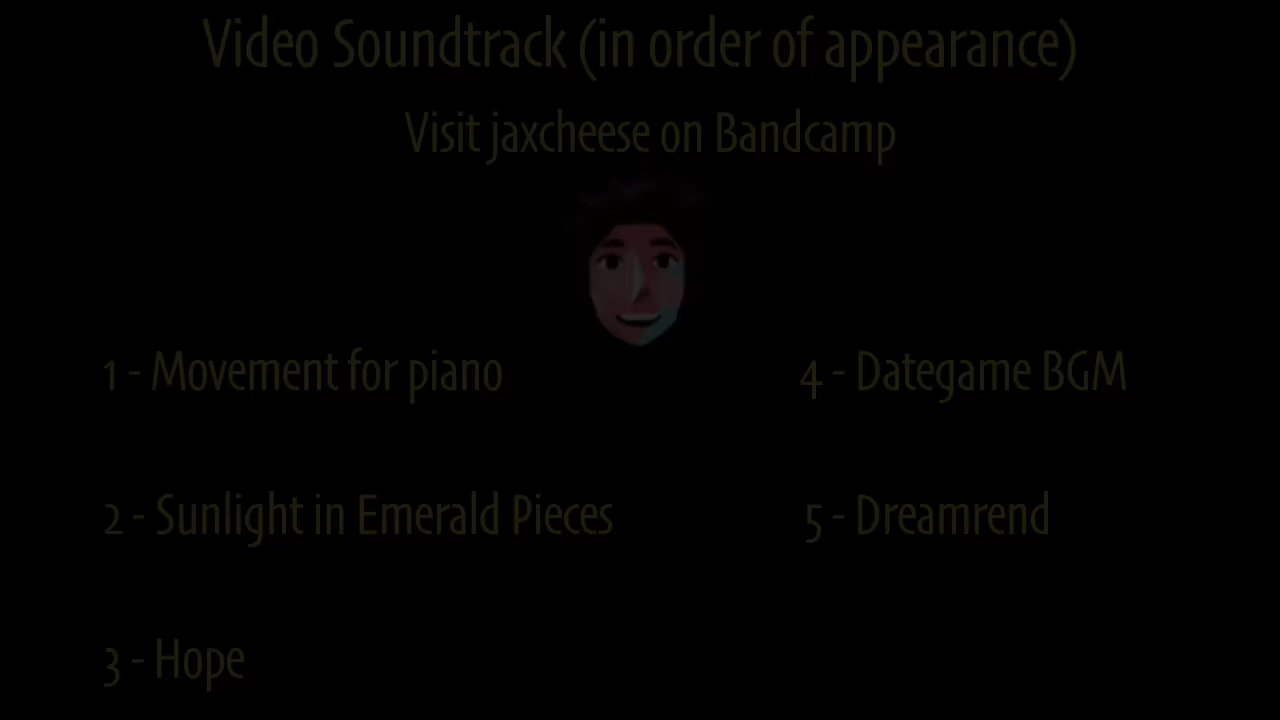 Video Soundtrack (in order of appearance)
Visit jaxcheese on Bandcamp
1 - Movement for piano
2 - Sunlight in Emerald Pieces
3 - Hope
4 - Dategame BGM
5 - Dreamrend